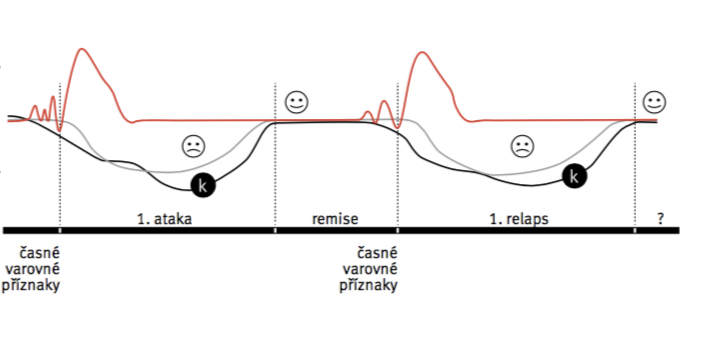 k
k
1. ataka
remise
1. relaps
?
časné
varovné
příznaky
časné
varovné
příznaky